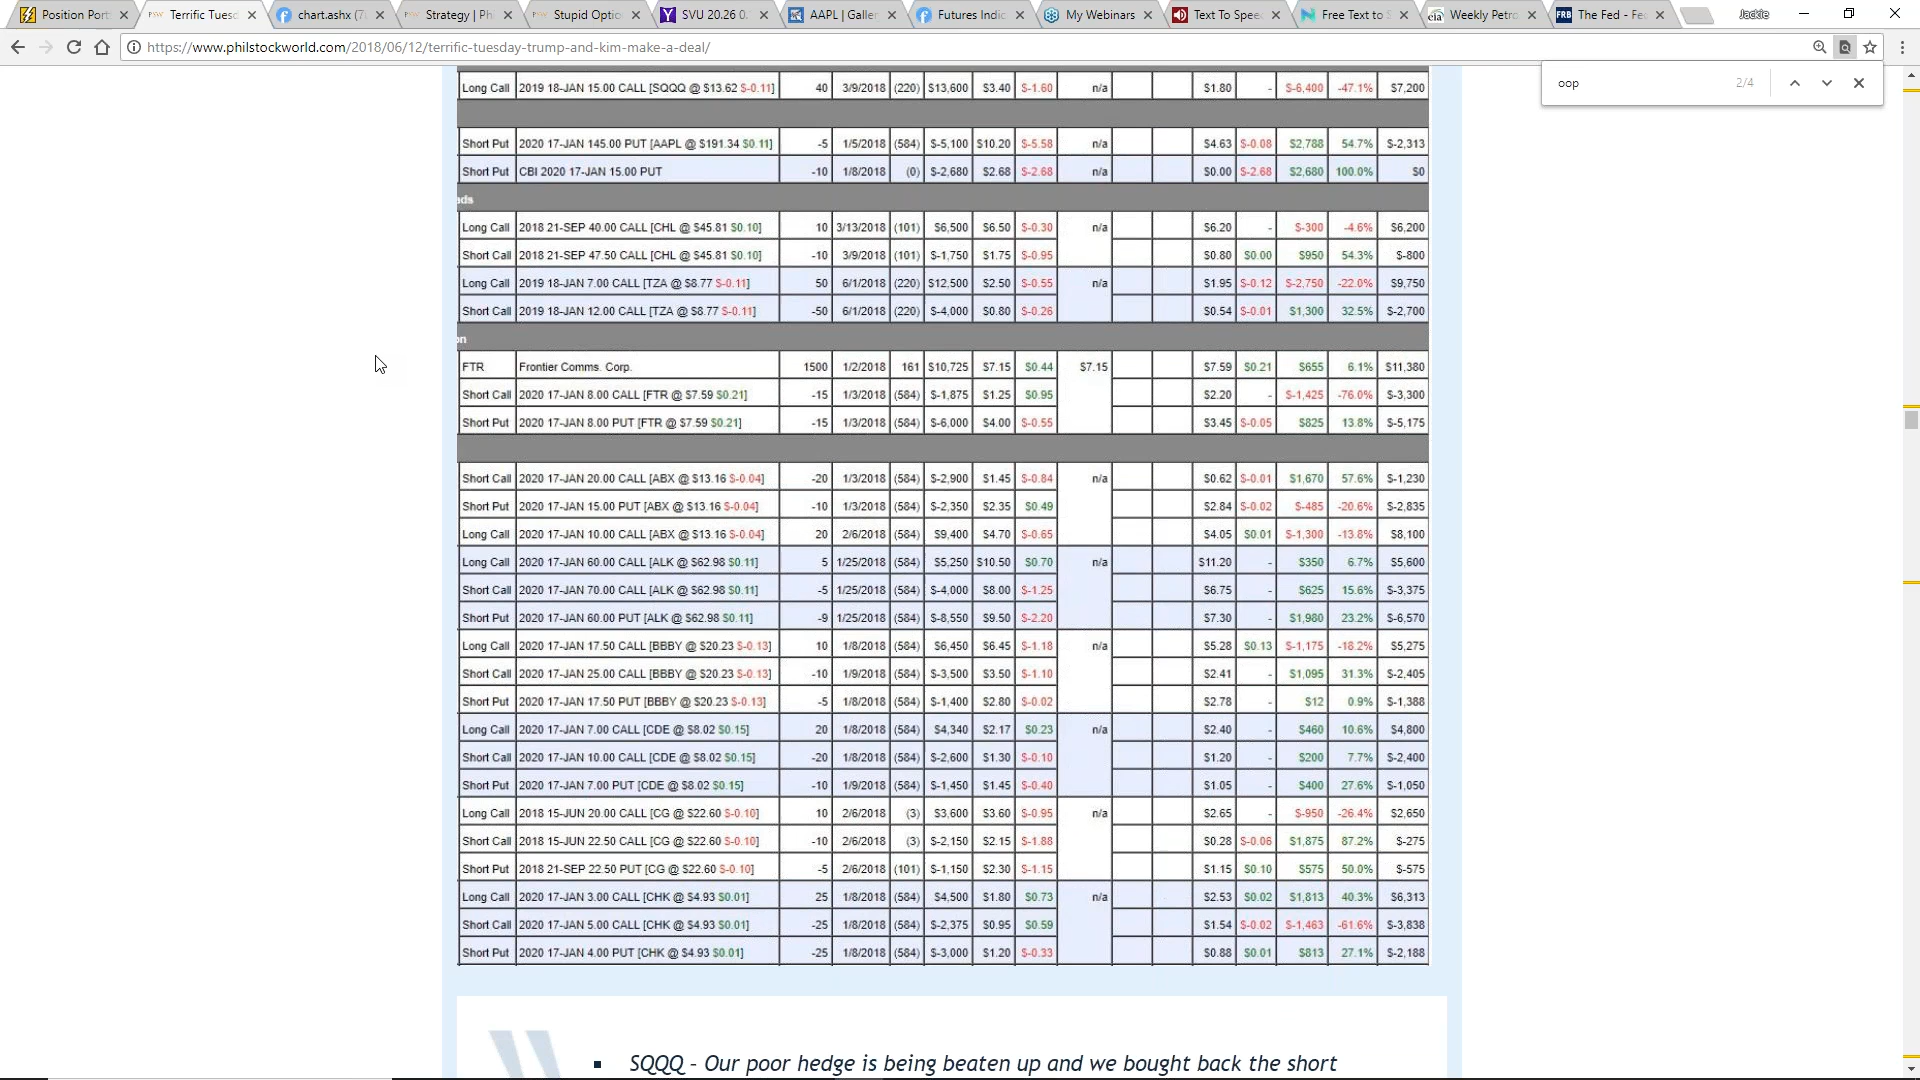 Position Port
Terrific Tuesd
chart.ashx (7
Strategy | Ph
Stupid Optio
SVU 20.26 0.
AAPL | Galler
Futures Indic
My Webinars
Text To Spee
Free Text to S
Weekly Petro
The Fed - Fe
Jackie
https://www.philstockworld.com/2018/06/12/terrific-tuesday-trump-and-kim-make-a-deal/
oop 2/4
Long Call 2019 18-JAN 15.00 CALL [SQQQ @ $13.62 $-0.11] 40 3/9/2018 (220) $13,600 $3.40 $-1.60 n/a $1.80 - $-6,400 -47.1% $7,200
Short Put 2020 17-JAN 145.00 PUT [AAPL @ $191.34 $0.11] -5 1/5/2018 (584) $-5,100 $10.20 $-5.58 n/a $4.63 $-0.08 $2,788 54.7% $-2,313
Short Put CBI 2020 17-JAN 15.00 PUT -10 1/8/2018 (0) $-2,680 $2.68 $-2.68 n/a $0.00 $-2.68 $2,680 100.0% $0
ads
Long Call 2018 21-SEP 40.00 CALL [CHL @ $45.81 $0.10] 10 3/13/2018 (101) $6,500 $6.50 $-0.30 n/a $6.20 - $-300 -4.6% $6,200
Short Call 2018 21-SEP 47.50 CALL [CHL @ $45.81 $0.10] -10 3/9/2018 (101) $-1,750 $1.75 $-0.95 $0.80 $0.00 $950 54.3% $-800
Long Call 2019 18-JAN 7.00 CALL [TZA @ $8.77 $-0.11] 50 6/1/2018 (220) $12,500 $2.50 $-0.55 n/a $1.95 $-0.12 $-2,750 -22.0% $9,750
Short Call 2019 18-JAN 12.00 CALL [TZA @ $8.77 $-0.11] -50 6/1/2018 (220) $-4,000 $0.80 $-0.26 $0.54 $-0.01 $1,300 32.5% $-2,700
on
FTR Frontier Comms. Corp. 1500 1/2/2018 161 $10,725 $7.15 $0.44 $7.15 $7.59 $0.21 $655 6.1% $11,380
Short Call 2020 17-JAN 8.00 CALL [FTR @ $7.59 $0.21] -15 1/3/2018 (584) $-1,875 $1.25 $0.95 $2.20 - $-1,425 -76.0% $-3,300
Short Put 2020 17-JAN 8.00 PUT [FTR @ $7.59 $0.21] -15 1/3/2018 (584) $-6,000 $4.00 $-0.55 $3.45 $-0.05 $825 13.8% $-5,175
Short Call 2020 17-JAN 20.00 CALL [ABX @ $13.16 $-0.04] -20 1/3/2018 (584) $-2,900 $1.45 $-0.84 n/a $0.62 $-0.01 $1,670 57.6% $-1,230
Short Put 2020 17-JAN 15.00 PUT [ABX @ $13.16 $-0.04] -10 1/3/2018 (584) $-2,350 $2.35 $0.49 $2.84 $-0.02 $-485 -20.6% $-2,835
Long Call 2020 17-JAN 10.00 CALL [ABX @ $13.16 $-0.04] 20 2/6/2018 (584) $9,400 $4.70 $-0.65 $4.05 $0.01 $-1,300 -13.8% $8,100
Long Call 2020 17-JAN 60.00 CALL [ALK @ $62.98 $0.11] 5 1/25/2018 (584) $5,250 $10.50 $0.70 n/a $11.20 - $350 6.7% $5,600
Short Call 2020 17-JAN 70.00 CALL [ALK @ $62.98 $0.11] -5 1/25/2018 (584) $-4,000 $8.00 $-1.25 $6.75 - $625 15.6% $-3,375
Short Put 2020 17-JAN 60.00 PUT [ALK @ $62.98 $0.11] -9 1/25/2018 (584) $-8,550 $9.50 $-2.20 $7.30 - $1,980 23.2% $-6,570
Long Call 2020 17-JAN 17.50 CALL [BBBY @ $20.23 $-0.13] 10 1/8/2018 (584) $6,450 $6.45 $-1.18 n/a $5.28 $0.13 $-1,175 -18.2% $5,275
Short Call 2020 17-JAN 25.00 CALL [BBBY @ $20.23 $-0.13] -10 1/9/2018 (584) $-3,500 $3.50 $-1.10 $2.41 - $1,095 31.3% $-2,405
Short Put 2020 17-JAN 17.50 PUT [BBBY @ $20.23 $-0.13] -5 1/8/2018 (584) $-1,400 $2.80 $-0.02 $2.78 - $12 0.9% $-1,388
Long Call 2020 17-JAN 7.00 CALL [CDE @ $8.02 $0.15] 20 1/8/2018 (584) $4,340 $2.17 $0.23 n/a $2.40 - $460 10.6% $4,800
Short Call 2020 17-JAN 10.00 CALL [CDE @ $8.02 $0.15] -20 1/8/2018 (584) $-2,600 $1.30 $-0.10 $1.20 - $200 7.7% $-2,400
Short Put 2020 17-JAN 7.00 PUT [CDE @ $8.02 $0.15] -10 1/9/2018 (584) $-1,450 $1.45 $-0.40 $1.05 - $400 27.6% $-1,050
Long Call 2018 15-JUN 20.00 CALL [CG @ $22.60 $-0.10] 10 2/6/2018 (3) $3,600 $3.60 $-0.95 n/a $2.65 - $-950 -26.4% $2,650
Short Call 2018 15-JUN 22.50 CALL [CG @ $22.60 $-0.10] -10 2/6/2018 (3) $-2,150 $2.15 $-1.88 $0.28 $-0.06 $1,875 87.2% $-275
Short Put 2018 21-SEP 22.50 PUT [CG @ $22.60 $-0.10] -5 2/6/2018 (101) $-1,150 $2.30 $-1.15 $1.15 $0.10 $575 50.0% $-575
Long Call 2020 17-JAN 3.00 CALL [CHK @ $4.93 $0.01] 25 1/8/2018 (584) $4,500 $1.80 $0.73 n/a $2.53 $0.02 $1,813 40.3% $6,313
Short Call 2020 17-JAN 5.00 CALL [CHK @ $4.93 $0.01] -25 1/8/2018 (584) $-2,375 $0.95 $0.59 $1.54 $-0.02 $-1,463 -61.6% $-3,838
Short Put 2020 17-JAN 4.00 PUT [CHK @ $4.93 $0.01] -25 1/8/2018 (584) $-3,000 $1.20 $-0.33 $0.88 $0.01 $813 27.1% $-2,188
▪ SQQQ – Our poor hedge is being beaten up and we bought back the short